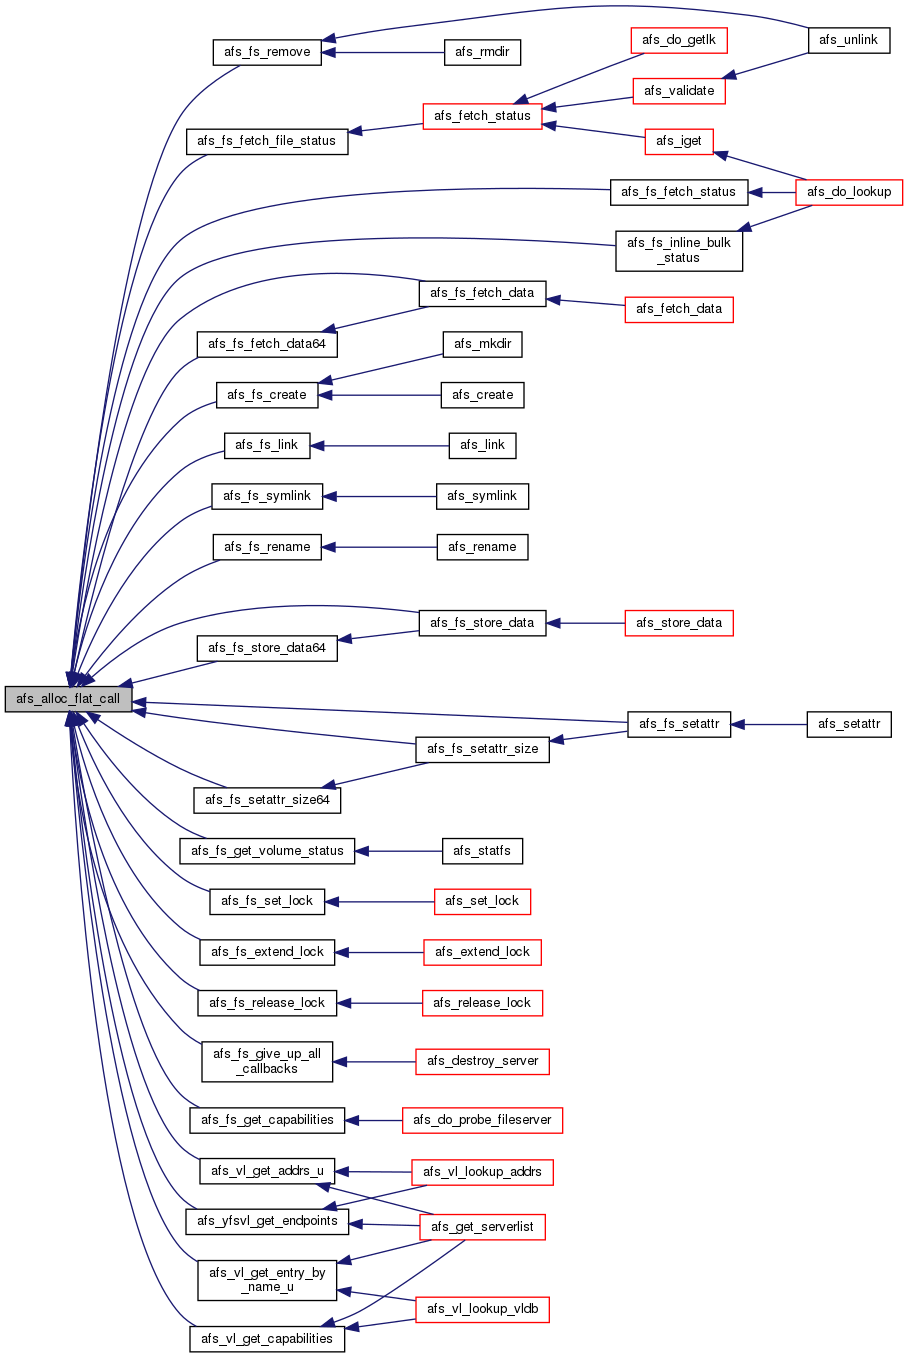 afs_fs_remove
afs_rmdir
afs_do_getlk
afs_unlink
afs_validate
afs_fetch_status
afs_fs_fetch_file_status
afs_iget
afs_fs_fetch_status
afs_do_lookup
afs_fs_inline_bulk
_status
afs_fs_fetch_data
afs_fetch_data
afs_fs_fetch_data64
afs_mkdir
afs_fs_create
afs_create
afs_fs_link
afs_link
afs_fs_symlink
afs_symlink
afs_fs_rename
afs_rename
afs_fs_store_data
afs_store_data
afs_fs_store_data64
afs_alloc_flat_call
afs_fs_setattr
afs_setattr
afs_fs_setattr_size
afs_fs_setattr_size64
afs_fs_get_volume_status
afs_statfs
afs_fs_set_lock
afs_set_lock
afs_fs_extend_lock
afs_extend_lock
afs_fs_release_lock
afs_release_lock
afs_fs_give_up_all
_callbacks
afs_destroy_server
afs_fs_get_capabilities
afs_do_probe_fileserver
afs_vl_get_addrs_u
afs_vl_lookup_addrs
afs_yfsvl_get_endpoints
afs_get_serverlist
afs_vl_get_entry_by
_name_u
afs_vl_lookup_vldb
afs_vl_get_capabilities